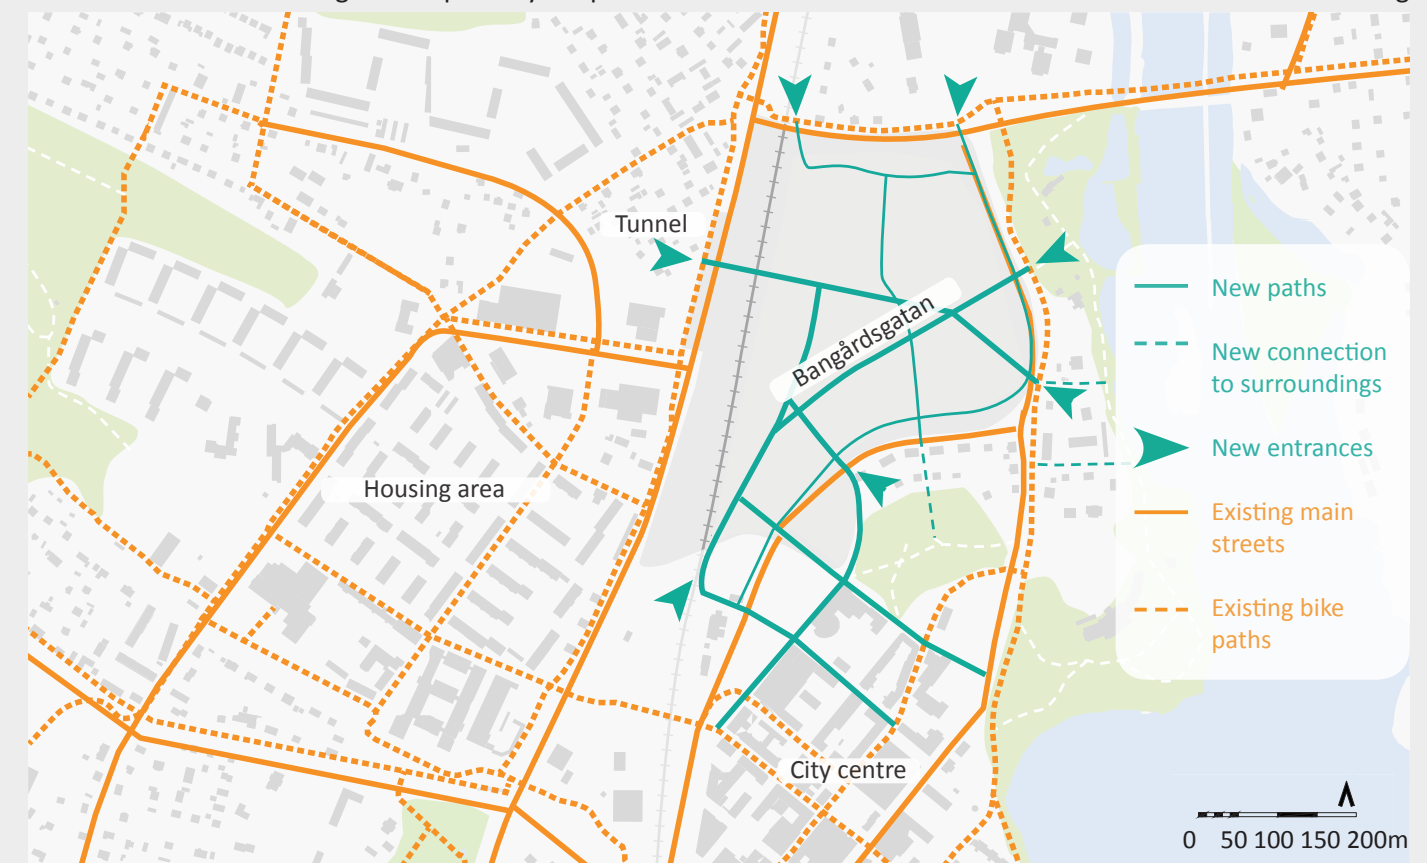 Tunnel
Bangårdsgatan
Housing area
City centre
New paths
New connection
to surroundings
New entrances
Existing main
streets
Existing bike
paths
0 50 100 150 200m